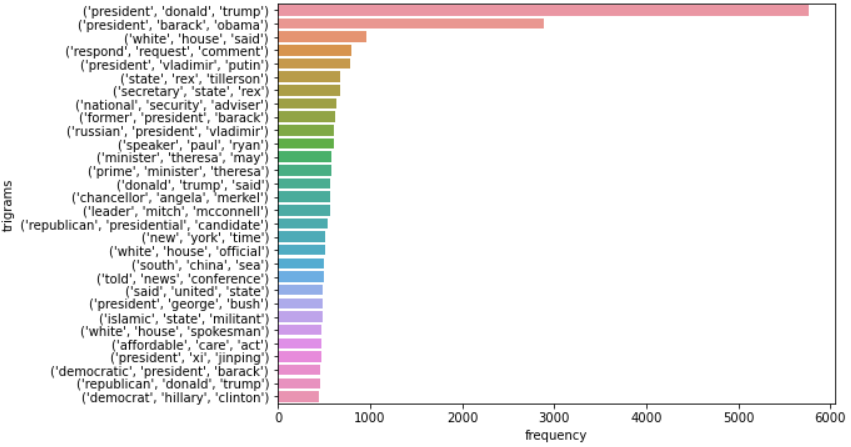 ('president', 'donald', 'trump')
('president', 'barack', 'obama')
('white', 'house', 'said')
('respond', 'request', 'comment')
('president', 'vladimir', 'putin')
('state', 'rex', 'tillerson')
('secretary', 'state', 'rex')
('national', 'security', 'adviser')
('former', 'president', 'barack')
('russian', 'president', 'vladimir')
('speaker', 'paul', 'ryan')
('minister', 'theresa', 'may')
('prime', 'minister', 'theresa')
('donald', 'trump', 'said')
('chancellor', 'angela', 'merkel')
('leader', 'mitch', 'mcconnell')
('republican', 'presidential', 'candidate')
('new', 'york', 'time')
('white', 'house', 'official')
('south', 'china', 'sea')
('told', 'news', 'conference')
('said', 'united', 'state')
('president', 'george', 'bush')
('islamic', 'state', 'militant')
('white', 'house', 'spokesman')
('affordable', 'care', 'act')
('president', 'xi', 'jinping')
('democratic', 'president', 'barack')
('republican', 'donald', 'trump')
('democrat', 'hillary', 'clinton')
trigrams
0 1000 2000 3000 4000 5000 6000
frequency